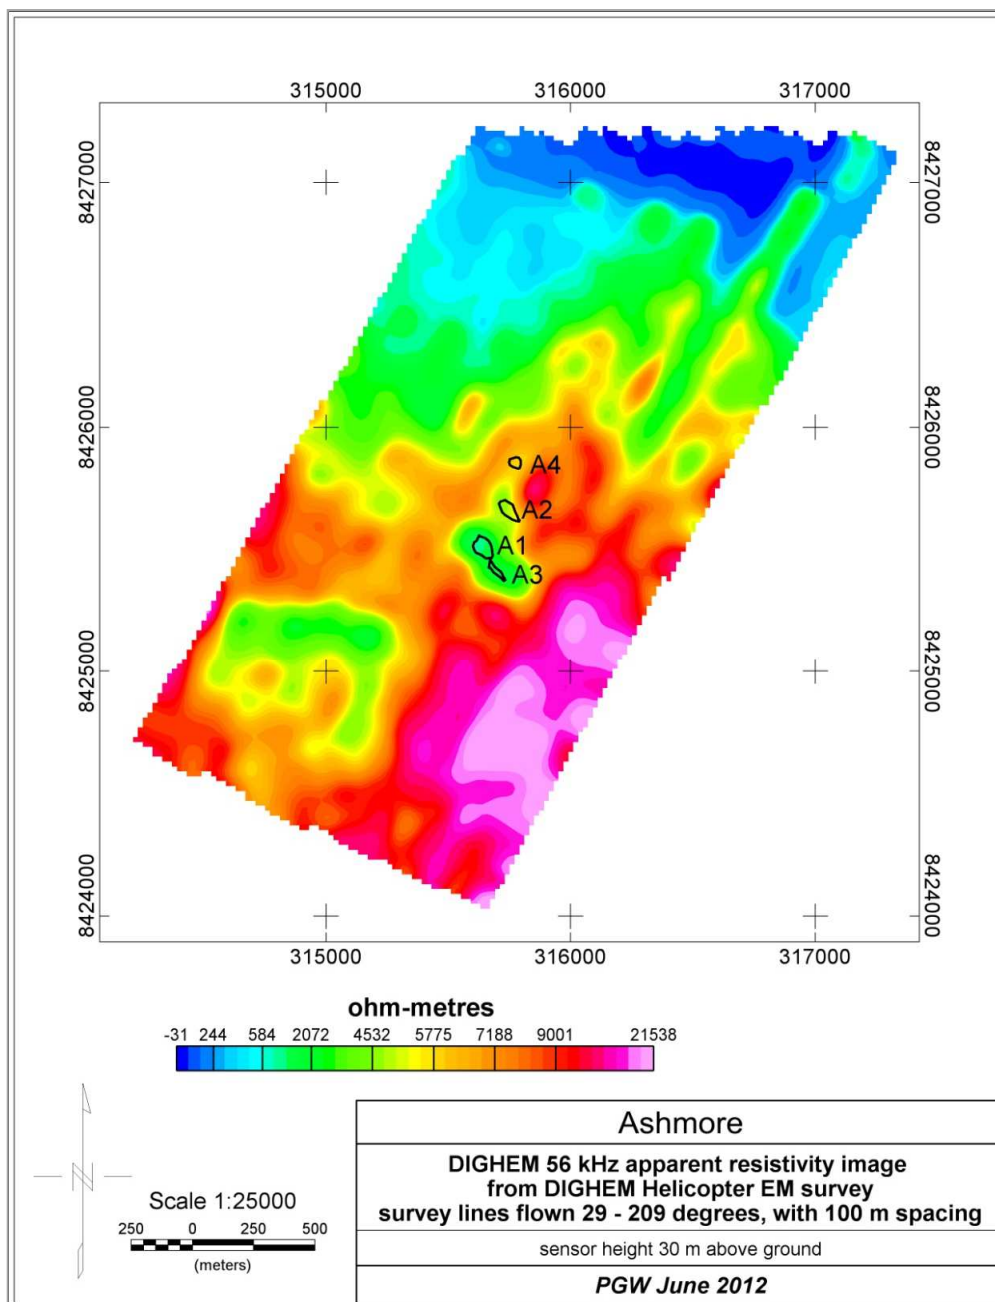 315000 316000 317000
8427000 8427000
8426000 8426000
A4
A2
A1
A3
8425000 8425000
8424000 8424000
315000 316000 317000
ohm-metres
-31 244 584 2072 4532 5775 7188 9001 21538
N
Scale 1:25000
250 0 250 500
(meters)
Ashmore
DIGHEM 56 kHz apparent resistivity image
from DIGHEM Helicopter EM survey
survey lines flown 29 - 209 degrees, with 100 m spacing
sensor height 30 m above ground
PGW June 2012